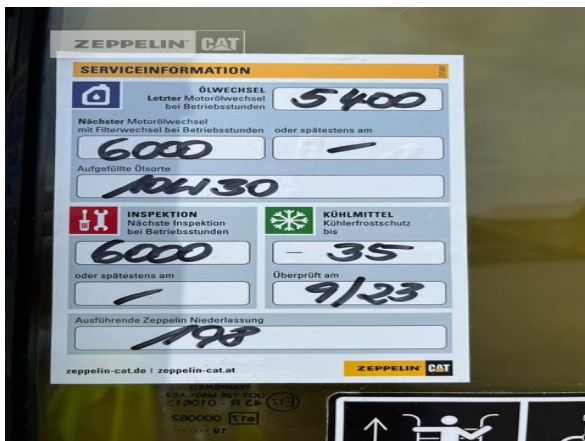 ZEPPELIN CAT
SERVICEINFORMATION
ÖLWECHSEL
Letzter Motorölwechsel
bei Betriebsstunden
5400
Nächster Motorölwechsel
mit Filterwechsel bei Betriebsstunden
oder spätestens am
6000
-
Aufgefüllte Ölsorte
10W30
INSPEKTION
Nächste Inspektion
bei Betriebsstunden
KÜHLMITTEL
Kühlerfrostschutz
bis
6000
- 35
oder spätestens am
Überprüft am
-
9/23
Ausführende Zeppelin Niederlassung
198
zeppelin-cat.de | zeppelin-cat.at
ZEPPELIN CAT